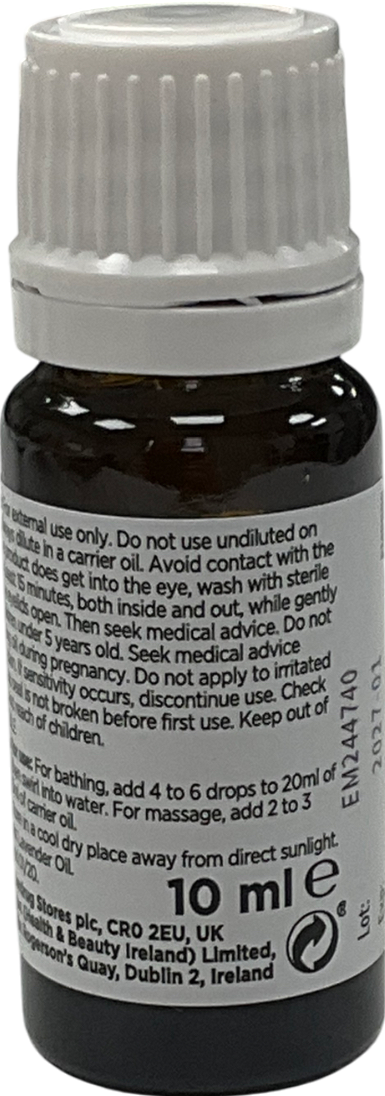 For external use only. Do not use undiluted on
dilute in a carrier oil. Avoid contact with the
product does get into the eye, wash with sterile
15 minutes, both inside and out, while gently
open. Then seek medical advice. Do not
under 5 years old. Seek medical advice
during pregnancy. Do not apply to irritated
If sensitivity occurs, discontinue use. Check
is not broken before first use. Keep out of
reach of children.
For bathing, add 4 to 6 drops to 20ml of
swirl into water. For massage, add 2 to 3
of carrier oil.
in a cool dry place away from direct sunlight.
Lavender Oil.
10 ml e
Stores plc, CR0 2EU, UK
(Health & Beauty Ireland) Limited,
Rogerson's Quay, Dublin 2, Ireland
Lot:
EM244740
2027-01